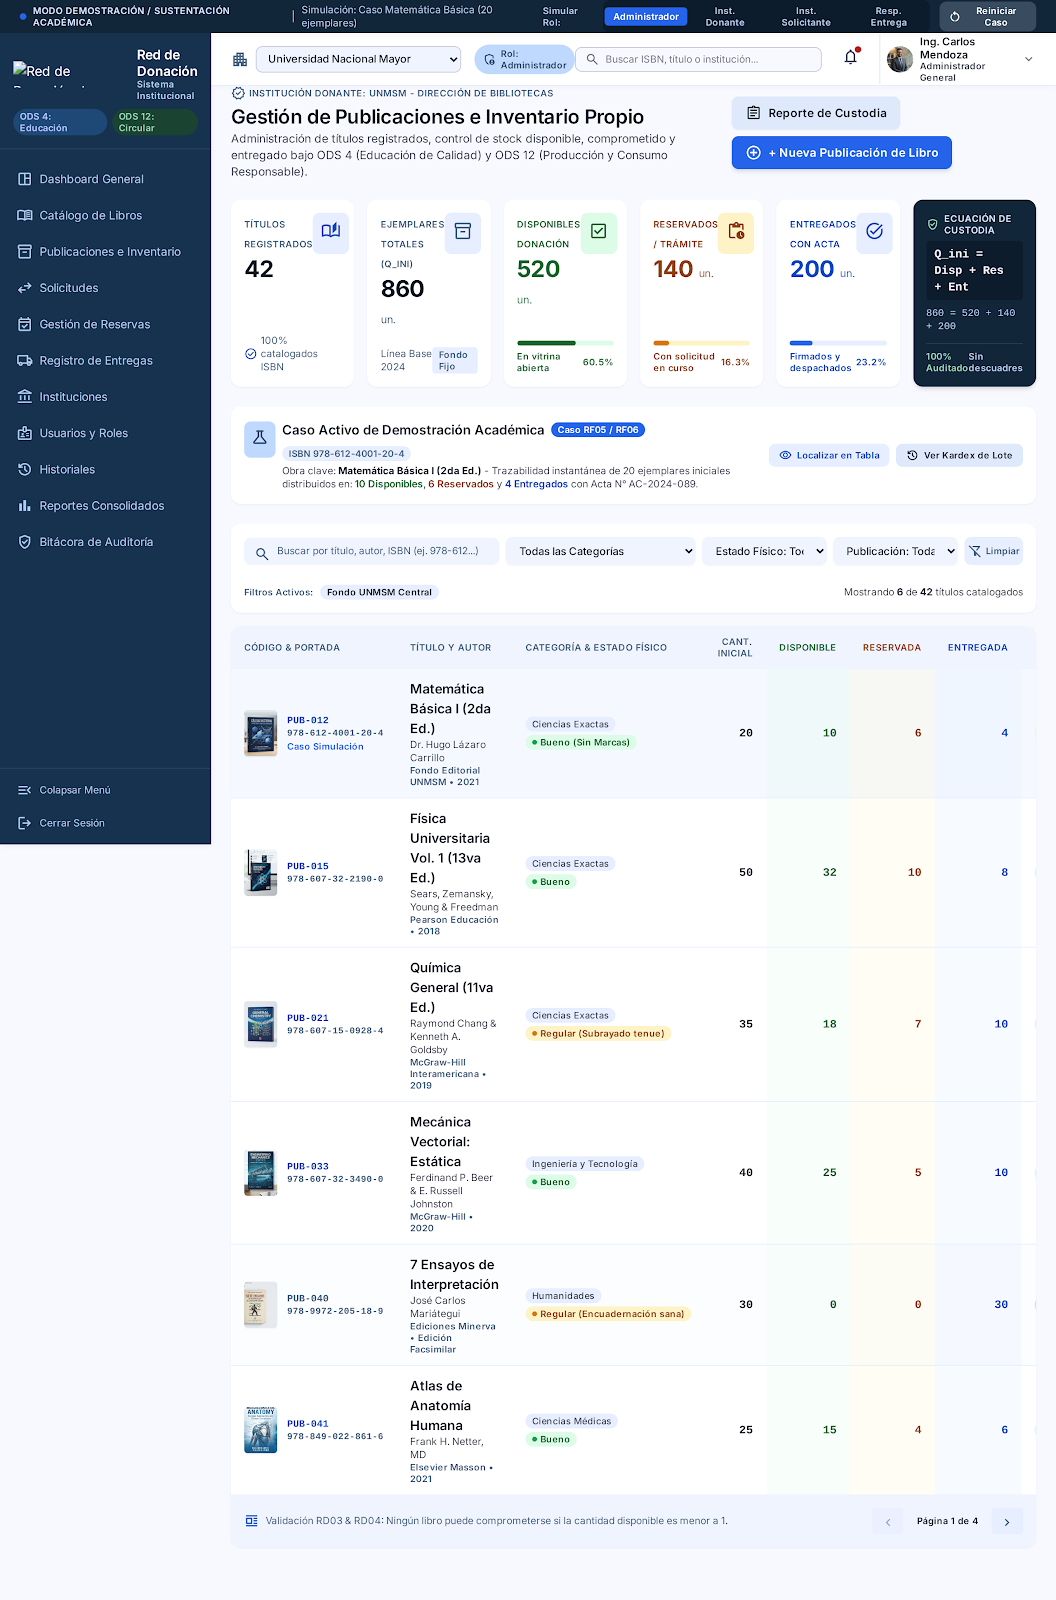 MODO DEMOSTRACIÓN / SUSTENTACIÓN ACADÉMICA
| Simulación: Caso Matemática Básica (20 ejemplares)
Simular Rol:
Administrador
Inst. Donante
Inst. Solicitante
Resp. Entrega
Reiniciar Caso
Red de
Red de Donación
Sistema Institucional
ODS 4: Educación
ODS 12: Circular
Dashboard General
Catálogo de Libros
Publicaciones e Inventario
Solicitudes
Gestión de Reservas
Registro de Entregas
Instituciones
Usuarios y Roles
Historiales
Reportes Consolidados
Bitácora de Auditoría
Colapsar Menú
Cerrar Sesión
Universidad Nacional Mayor
Rol: Administrador
Buscar ISBN, título o institución...
Ing. Carlos Mendoza
Administrador General
INSTITUCIÓN DONANTE: UNMSM - DIRECCIÓN DE BIBLIOTECAS
Gestión de Publicaciones e Inventario Propio
Administración de títulos registrados, control de stock disponible, comprometido y
entregado bajo ODS 4 (Educación de Calidad) y ODS 12 (Producción y Consumo
Responsable).
Reporte de Custodia
+ Nueva Publicación de Libro
TÍTULOS REGISTRADOS
42
100% catalogados ISBN
EJEMPLARES TOTALES (Q_INI)
860 un.
Línea Base 2024
Fondo Fijo
DISPONIBLES DONACIÓN
520 un.
En vitrina abierta
60.5%
RESERVADOS / TRÁMITE
140 un.
Con solicitud en curso
16.3%
ENTREGADOS CON ACTA
200 un.
Firmados y despachados
23.2%
ECUACIÓN DE CUSTODIA
Q_ini = Disp + Res + Ent
860 = 520 + 140 + 200
100% Auditado
Sin descuadres
Caso Activo de Demostración Académica
Caso RF05 / RF06
ISBN 978-612-4001-20-4
Obra clave: Matemática Básica I (2da Ed.) - Trazabilidad instantánea de 20 ejemplares iniciales
distribuidos en: 10 Disponibles, 6 Reservados y 4 Entregados con Acta N° AC-2024-089.
Localizar en Tabla
Ver Kardex de Lote
Buscar por título, autor, ISBN (ej. 978-612...)
Todas las Categorías
Estado Físico: Too
Publicación: Toda
Limpiar
Filtros Activos:
Fondo UNMSM Central
Mostrando 6 de 42 títulos catalogados
CÓDIGO & PORTADA
TÍTULO Y AUTOR
CATEGORÍA & ESTADO FÍSICO
CANT. INICIAL
DISPONIBLE
RESERVADA
ENTREGADA
PUB-012
978-612-4001-20-4
Caso Simulación
Matemática Básica I (2da Ed.)
Dr. Hugo Lázaro Carrillo
Fondo Editorial UNMSM • 2021
Ciencias Exactas
Bueno (Sin Marcas)
20
10
6
4
PUB-015
978-607-32-2190-0
Física Universitaria Vol. 1 (13va Ed.)
Sears, Zemansky, Young & Freedman
Pearson Educación • 2018
Ciencias Exactas
Bueno
50
32
10
8
PUB-021
978-607-15-0928-4
Química General (11va Ed.)
Raymond Chang & Kenneth A. Goldsby
McGraw-Hill Interamericana • 2019
Ciencias Exactas
Regular (Subrayado tenue)
35
18
7
10
PUB-033
978-607-32-3490-0
Mecánica Vectorial: Estática
Ferdinand P. Beer & E. Russell Johnston
McGraw-Hill • 2020
Ingeniería y Tecnología
Bueno
40
25
5
10
PUB-040
978-9972-205-18-9
7 Ensayos de Interpretación
José Carlos Mariátegui
Ediciones Minerva • Edición Facsimilar
Humanidades
Regular (Encuadernación sana)
30
0
0
30
ANATOMY
PUB-041
978-849-022-861-6
Atlas de Anatomía Humana
Frank H. Netter, MD
Elsevier Masson • 2021
Ciencias Médicas
Bueno
25
15
4
6
Validación RD03 & RD04: Ningún libro puede comprometerse si la cantidad disponible es menor a 1.
Página 1 de 4